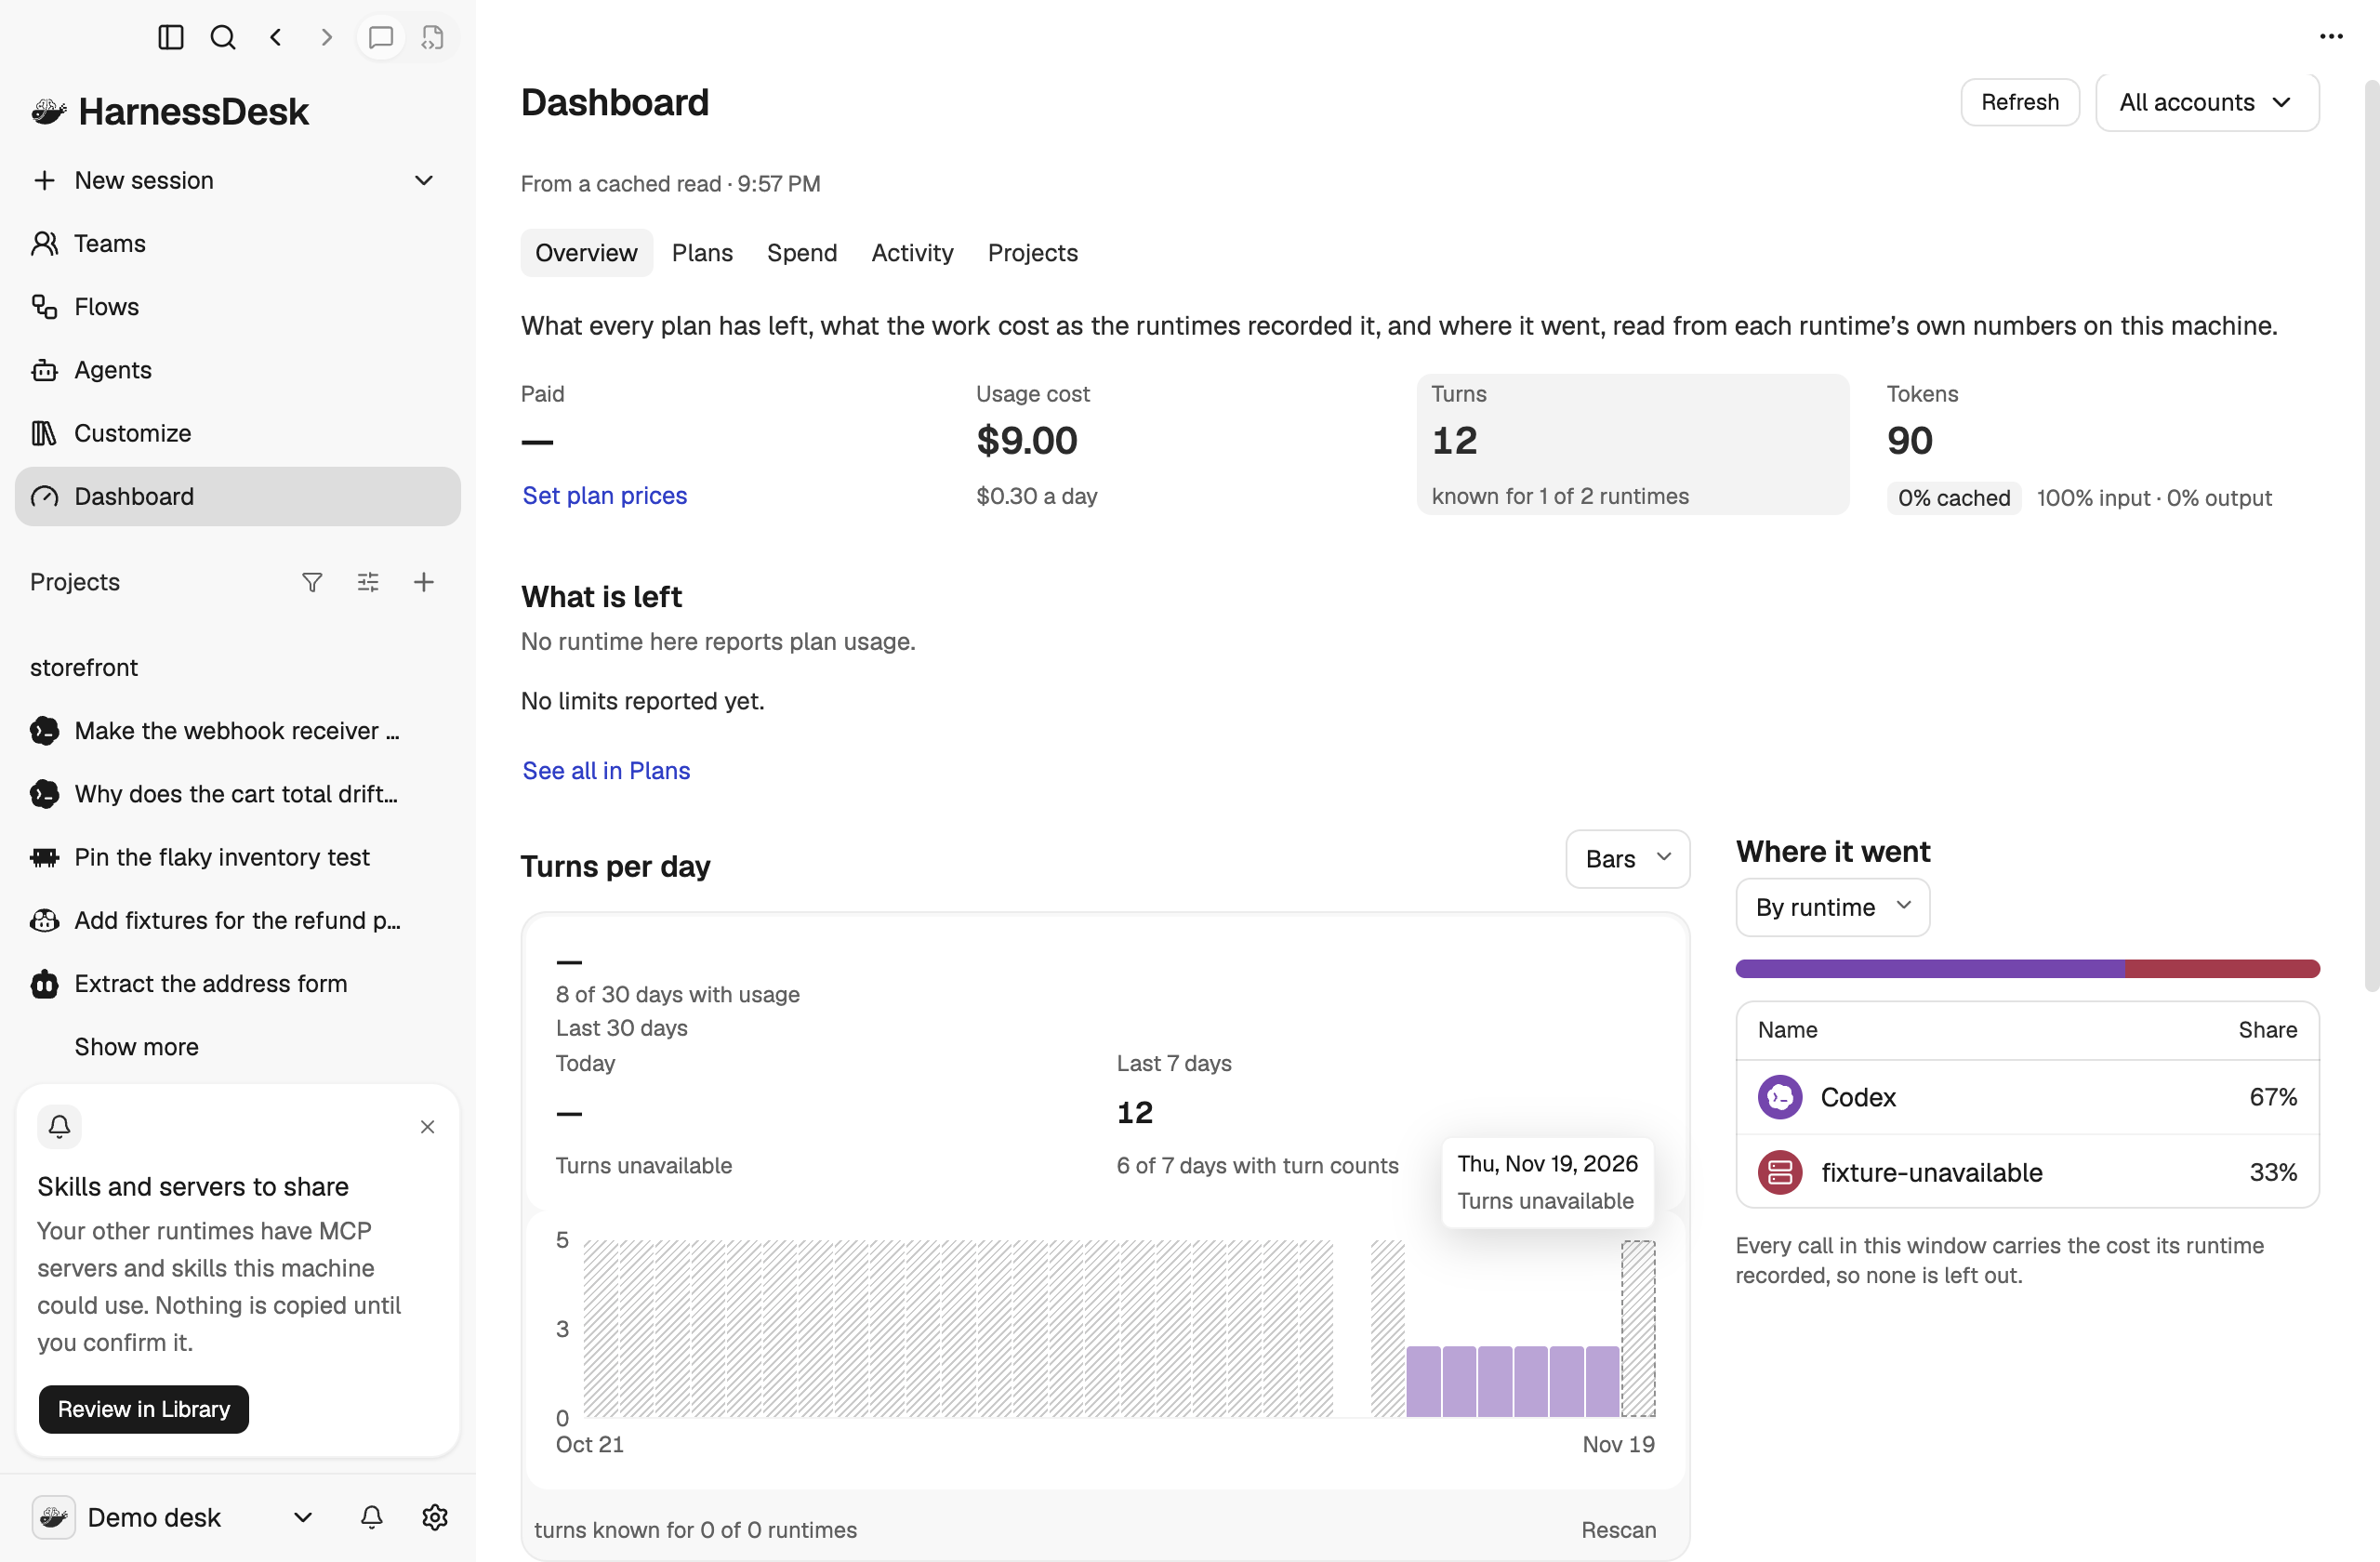 HarnessDesk
New session
Teams
Flows
Agents
Customize
Dashboard
Projects
storefront
Make the webhook receiver ...
Why does the cart total drift...
Pin the flaky inventory test
Add fixtures for the refund p...
Extract the address form
Show more
Skills and servers to share
Your other runtimes have MCP
servers and skills this machine
could use. Nothing is copied until
you confirm it.
Review in Library
Demo desk
Dashboard
Refresh
All accounts
From a cached read · 9:57 PM
Overview Plans Spend Activity Projects
What every plan has left, what the work cost as the runtimes recorded it, and where it went, read from each runtime’s own numbers on this machine.
Paid
—
Set plan prices
Usage cost
$9.00
$0.30 a day
Turns
12
known for 1 of 2 runtimes
Tokens
90
0% cached 100% input · 0% output
What is left
No runtime here reports plan usage.
No limits reported yet.
See all in Plans
Turns per day
Bars
—
8 of 30 days with usage
Last 30 days
Today
—
Turns unavailable
Last 7 days
12
6 of 7 days with turn counts
Thu, Nov 19, 2026
Turns unavailable
5
3
0
Oct 21
Nov 19
turns known for 0 of 0 runtimes
Rescan
Where it went
By runtime
Name Share
Codex 67%
fixture-unavailable 33%
Every call in this window carries the cost its runtime
recorded, so none is left out.